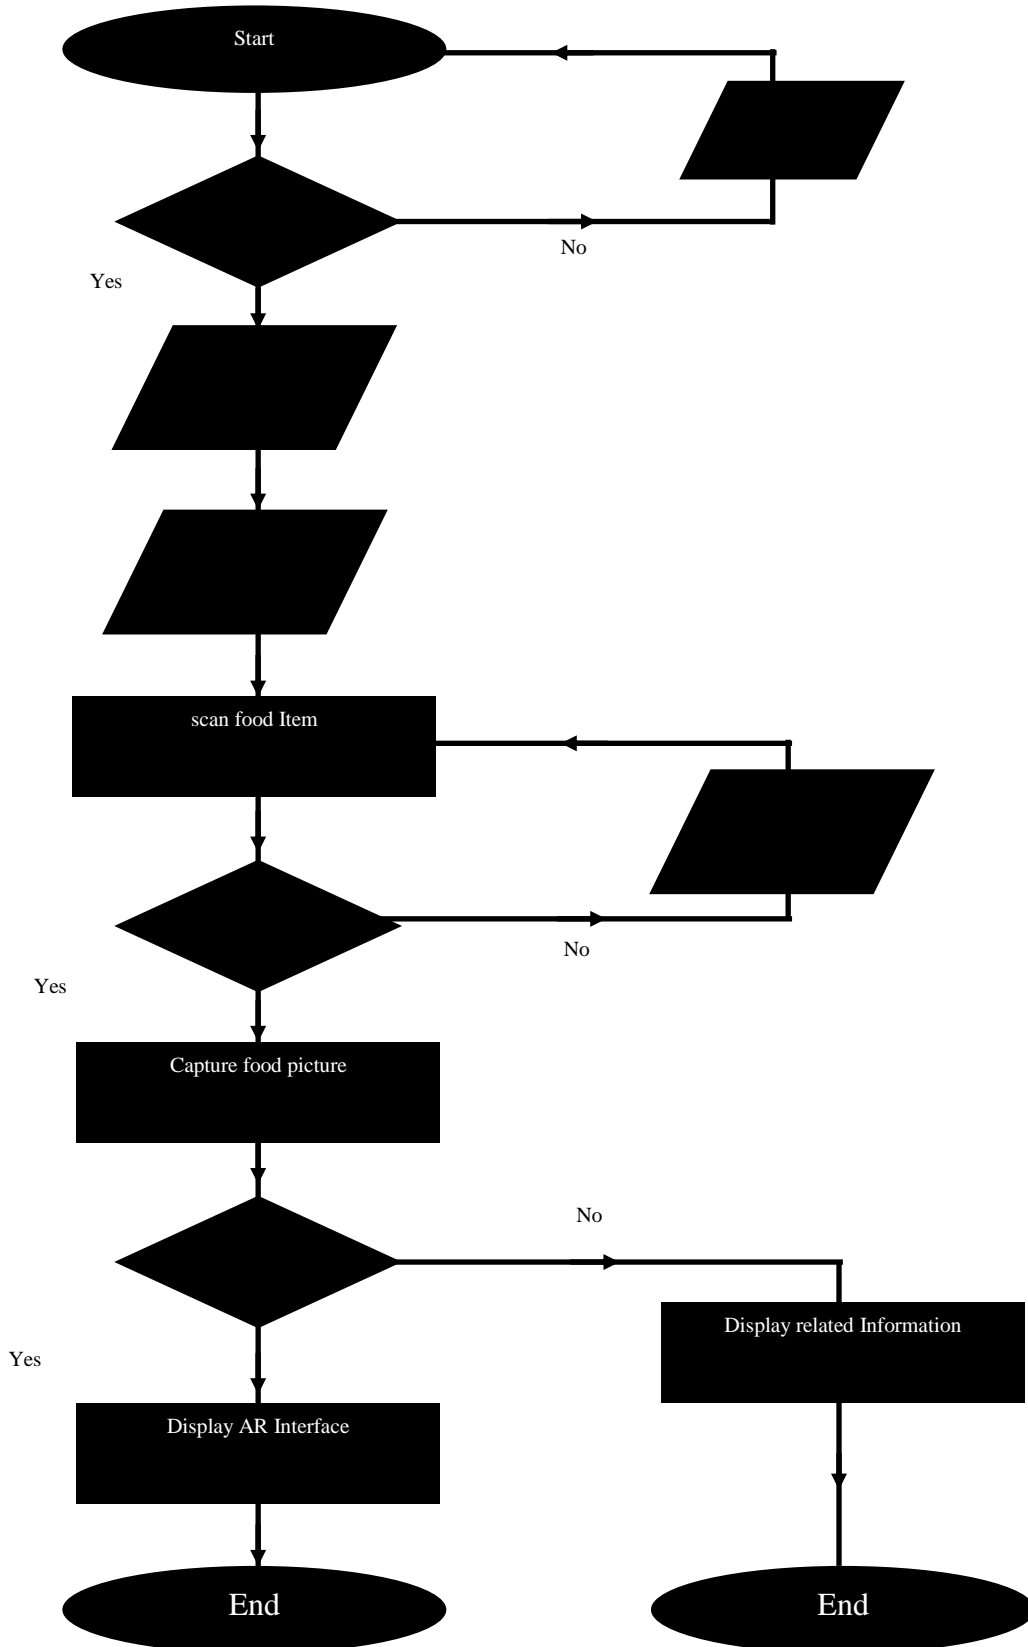 Start
No
Yes
scan food Item
No
Yes
Capture food picture
No
Display related Information
Yes
Display AR Interface
End
End